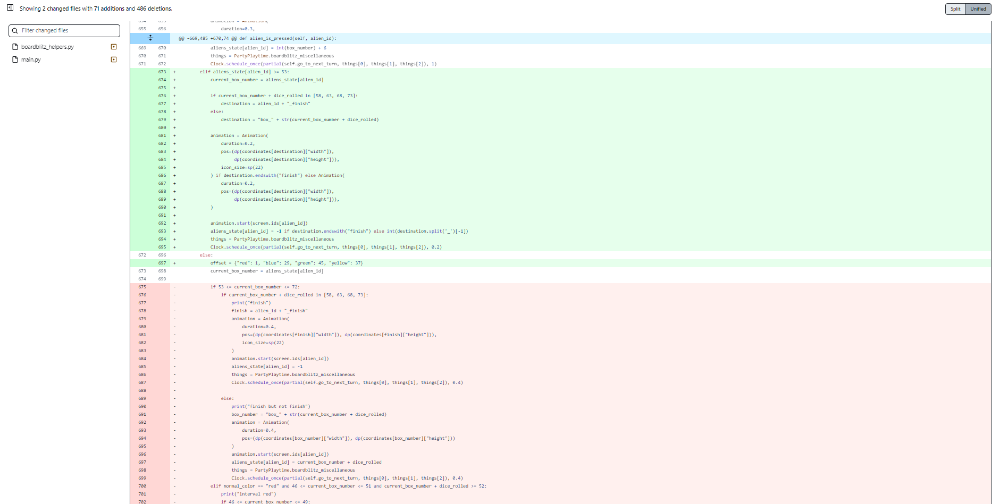 Showing 2 changed files with 71 additions and 486 deletions.
Split Unified
Filter changed files
boardblitz_helpers.py
main.py
animation = Animation(
655 656 duration=0.3,
@@ -669,485 +670,74 @@ def alien_is_pressed(self, alien_id):
669 670 aliens_state[alien_id] = int(box_number) + 6
670 671 things = PartyPlaytime.boardblitz_miscellaneous
671 672 Clock.schedule_once(partial(self.go_to_next_turn, things[0], things[1], things[2]), 1)
673 + elif aliens_state[alien_id] >= 53:
674 + current_box_number = aliens_state[alien_id]
675 +
676 + if current_box_number + dice_rolled in [58, 63, 68, 73]:
677 + destination = alien_id + "_finish"
678 + else:
679 + destination = "box_" + str(current_box_number + dice_rolled)
680 +
681 + animation = Animation(
682 + duration=0.2,
683 + pos=(dp(coordinates[destination]["width"]),
684 + dp(coordinates[destination]["height"])),
685 + icon_size=sp(22)
686 + ) if destination.endswith("finish") else Animation(
687 + duration=0.2,
688 + pos=(dp(coordinates[destination]["width"]),
689 + dp(coordinates[destination]["height"])),
690 + )
691 +
692 + animation.start(screen.ids[alien_id])
693 + aliens_state[alien_id] = -1 if destination.endswith("finish") else int(destination.split('_')[-1])
694 + things = PartyPlaytime.boardblitz_miscellaneous
695 + Clock.schedule_once(partial(self.go_to_next_turn, things[0], things[1], things[2]), 0.2)
672 696 else:
697 + offset = {"red": 1, "blue": 29, "green": 45, "yellow": 37}
673 698 current_box_number = aliens_state[alien_id]
674 699
675 - if 53 <= current_box_number <= 72:
676 - if current_box_number + dice_rolled in [58, 63, 68, 73]:
677 - print("finish")
678 - finish = alien_id + "_finish"
679 - animation = Animation(
680 - duration=0.4,
681 - pos=(dp(coordinates[finish]["width"]), dp(coordinates[finish]["height"])),
682 - icon_size=sp(22)
683 - )
684 - animation.start(screen.ids[alien_id])
685 - aliens_state[alien_id] = -1
686 - things = PartyPlaytime.boardblitz_miscellaneous
687 - Clock.schedule_once(partial(self.go_to_next_turn, things[0], things[1], things[2]), 0.4)
688 -
689 - else:
690 - print("finish but not finish")
691 - box_number = "box_" + str(current_box_number + dice_rolled)
692 - animation = Animation(
693 - duration=0.4,
694 - pos=(dp(coordinates[box_number]["width"]), dp(coordinates[box_number]["height"]))
695 - )
696 - animation.start(screen.ids[alien_id])
697 - aliens_state[alien_id] = current_box_number + dice_rolled
698 - things = PartyPlaytime.boardblitz_miscellaneous
699 - Clock.schedule_once(partial(self.go_to_next_turn, things[0], things[1], things[2]), 0.4)
700 - elif normal_color == "red" and 46 <= current_box_number <= 51 and current_box_number + dice_rolled >= 52:
701 - print("interval red")
702 - if 46 <= current_box_number <= 49: